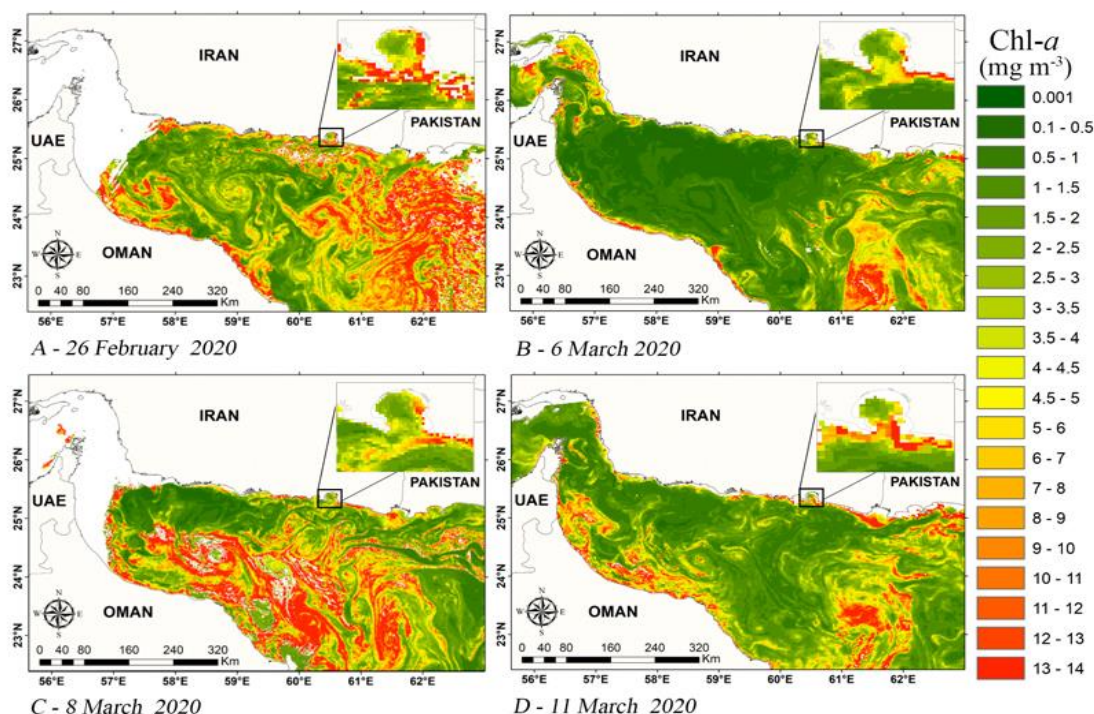 27°N
26°N
25°N
24°N
23°N
IRAN
UAE
PAKISTAN
OMAN
N
W
E
S
0 40 80 160 240 320
Km
56°E 57°E 58°E 59°E 60°E 61°E 62°E
A - 26 February 2020
27°N
26°N
25°N
24°N
23°N
IRAN
UAE
PAKISTAN
OMAN
N
W
E
S
0 40 80 160 240 320
Km
56°E 57°E 58°E 59°E 60°E 61°E 62°E
B - 6 March 2020
27°N
26°N
25°N
24°N
23°N
IRAN
UAE
PAKISTAN
OMAN
N
W
E
S
0 40 80 160 240 320
Km
56°E 57°E 58°E 59°E 60°E 61°E 62°E
C - 8 March 2020
27°N
26°N
25°N
24°N
23°N
IRAN
UAE
PAKISTAN
OMAN
N
W
E
S
0 40 80 160 240 320
Km
56°E 57°E 58°E 59°E 60°E 61°E 62°E
D - 11 March 2020
Chl-a
(mg m⁻³)
0.001
0.1 - 0.5
0.5 - 1
1 - 1.5
1.5 - 2
2 - 2.5
2.5 - 3
3 - 3.5
3.5 - 4
4 - 4.5
4.5 - 5
5 - 6
6 - 7
7 - 8
8 - 9
9 - 10
10 - 11
11 - 12
12 - 13
13 - 14